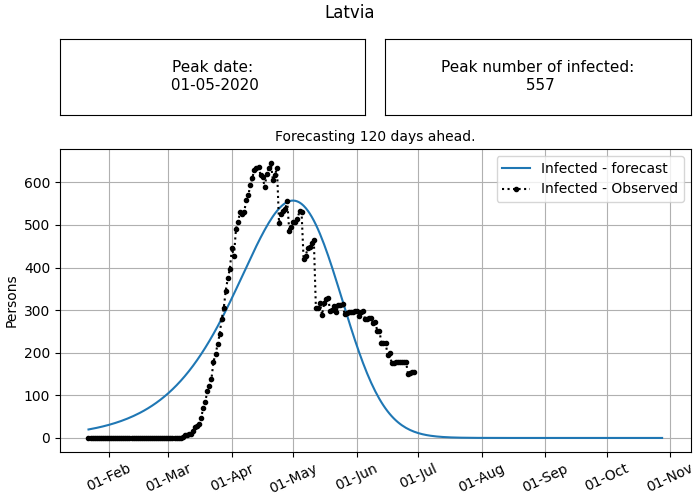 Latvia
Peak date:
01-05-2020
Peak number of infected:
557
Forecasting 120 days ahead.
Infected - forecast
Infected - Observed
Persons
600
500
400
300
200
100
0
01-Feb
01-Mar
01-Apr
01-May
01-Jun
01-Jul
01-Aug
01-Sep
01-Oct
01-Nov